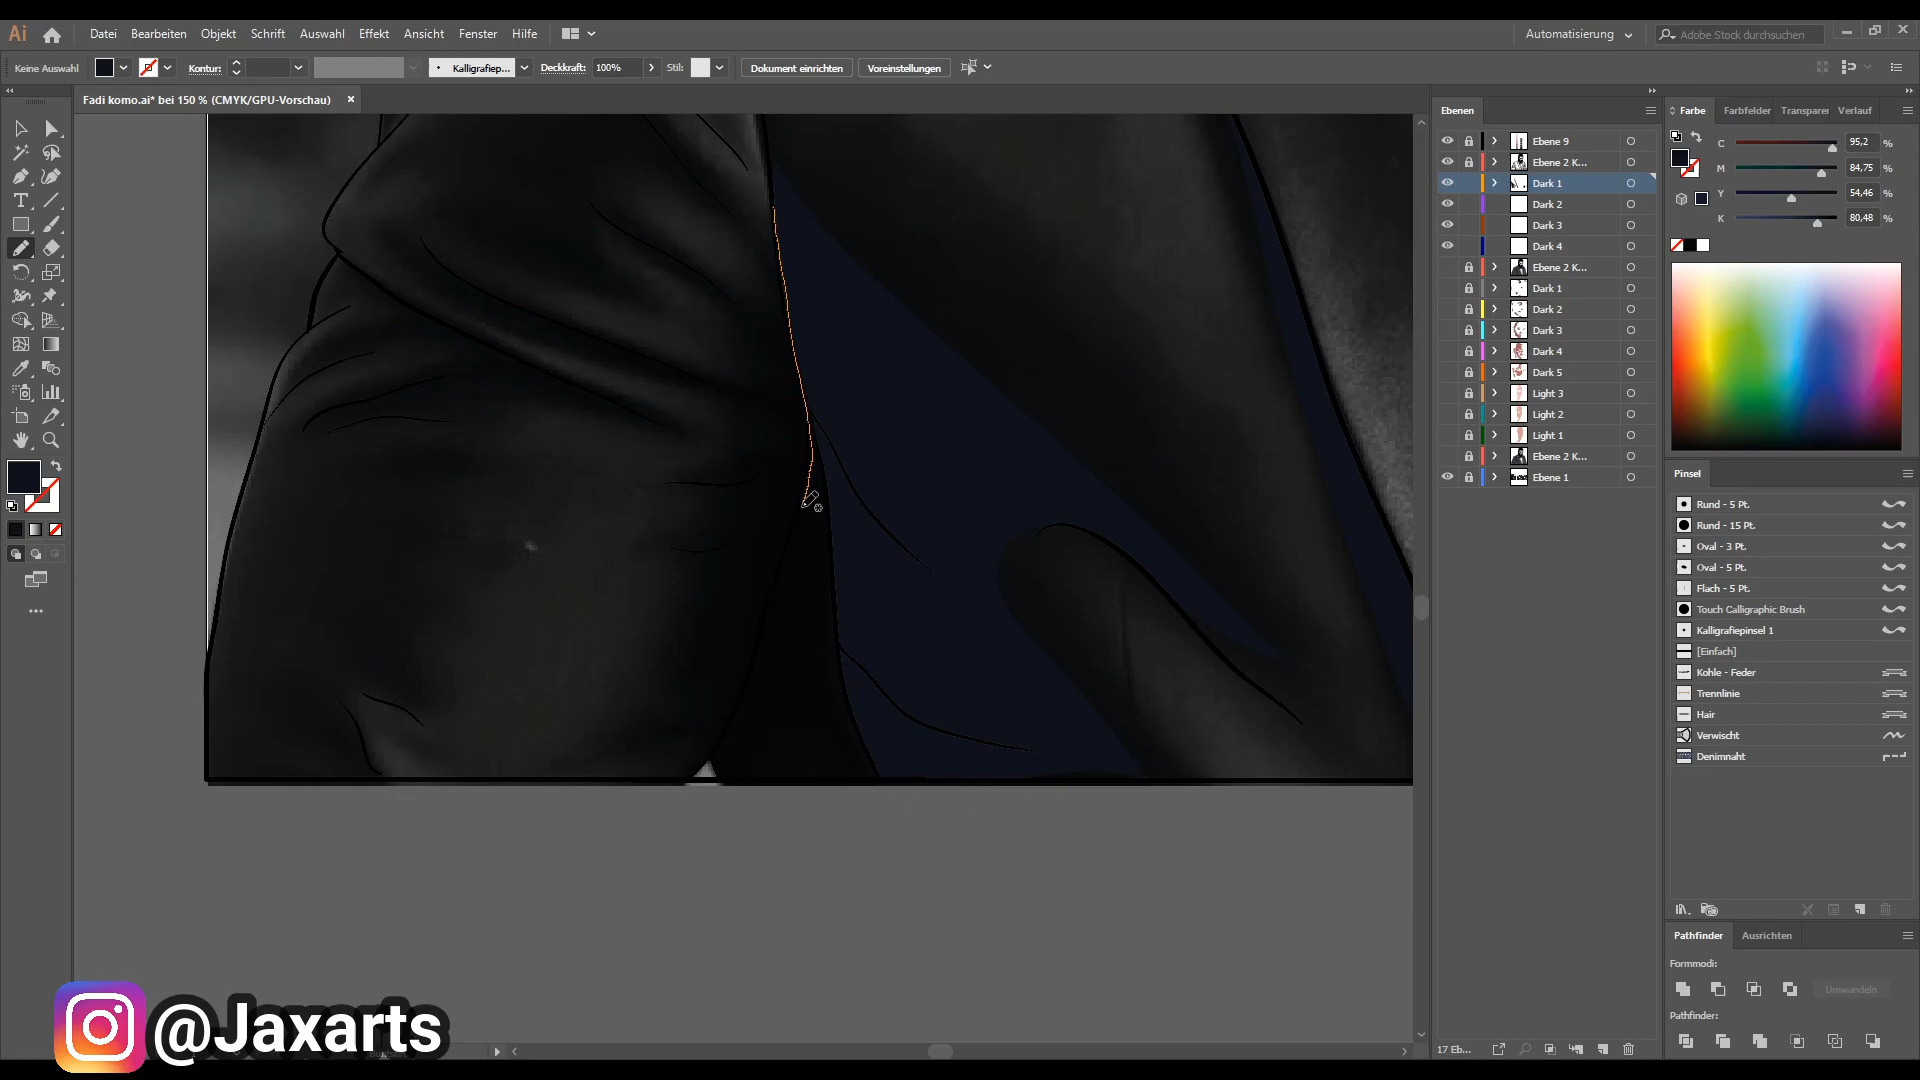 Ai Datei Bearbeiten Objekt Schrift Auswahl Effekt Ansicht Fenster Hilfe Automatisierung Adobe Stock durchsuchen
Keine Auswahl Kontur: Kalligrafiep... Deckkraft: 100% Stil: Dokument einrichten Voreinstellungen
Fadi komo.ai* bei 150 % (CMYK/GPU-Vorschau)
Ebenen
Ebene 9
Ebene 2 K...
Dark 1
Dark 2
Dark 3
Dark 4
Ebene 2 K...
Dark 1
Dark 2
Dark 3
Dark 4
Dark 5
Light 3
Light 2
Light 1
Ebene 2 K...
Ebene 1
17 Eb...
Farbe Farbfelder Transparer Verlauf
C 95,2 %
M 84,75 %
Y 54,46 %
K 80,48 %
Pinsel
Rund - 5 Pt.
Rund - 15 Pt.
Oval - 3 Pt.
Oval - 5 Pt.
Flach - 5 Pt.
Touch Calligraphic Brush
Kalligrafiepinsel 1
[Einfach]
Kohle - Feder
Trennlinie
Hair
Verwischt
Denimnaht
Pathfinder Ausrichten
Formmodi:
Umwandeln
Pathfinder:
@Jaxarts